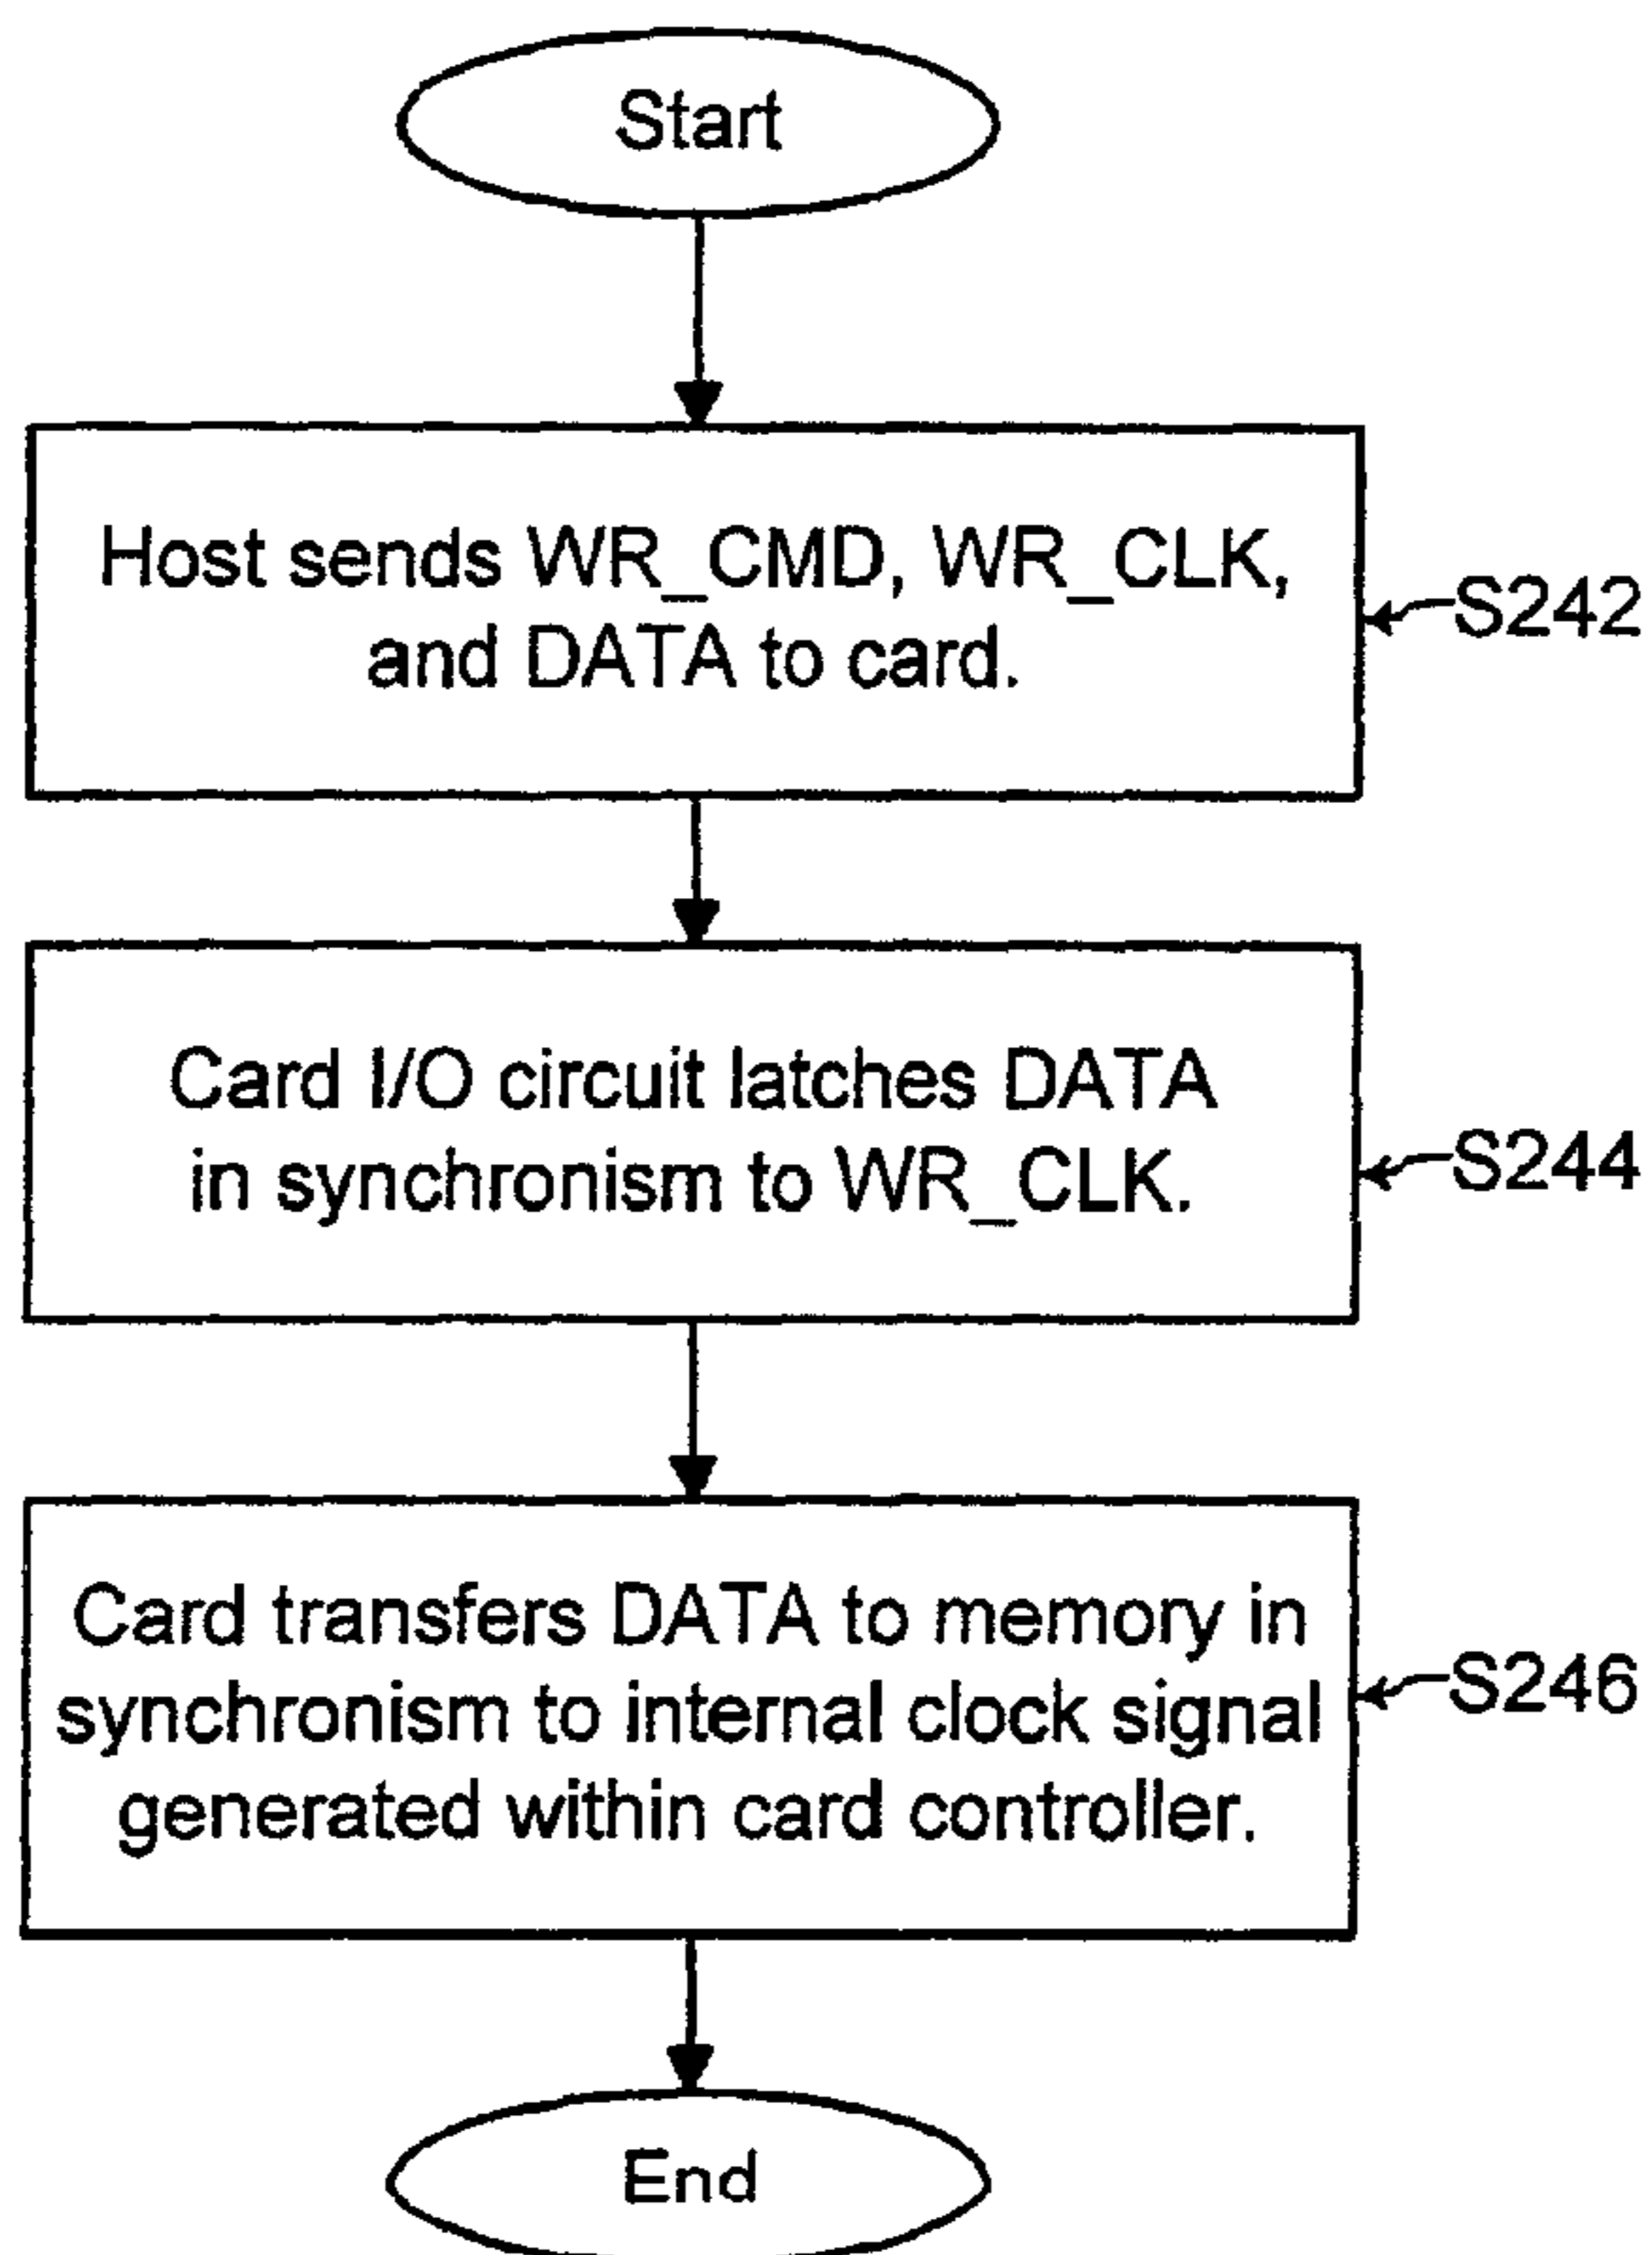 Start
Host sends WR_CMD, WR_CLK,
and DATA to card.
S242
Card I/O circuit latches DATA
in synchronism to WR_CLK.
S244
Card transfers DATA to memory in
synchronism to internal clock signal
generated within card controller.
S246
End